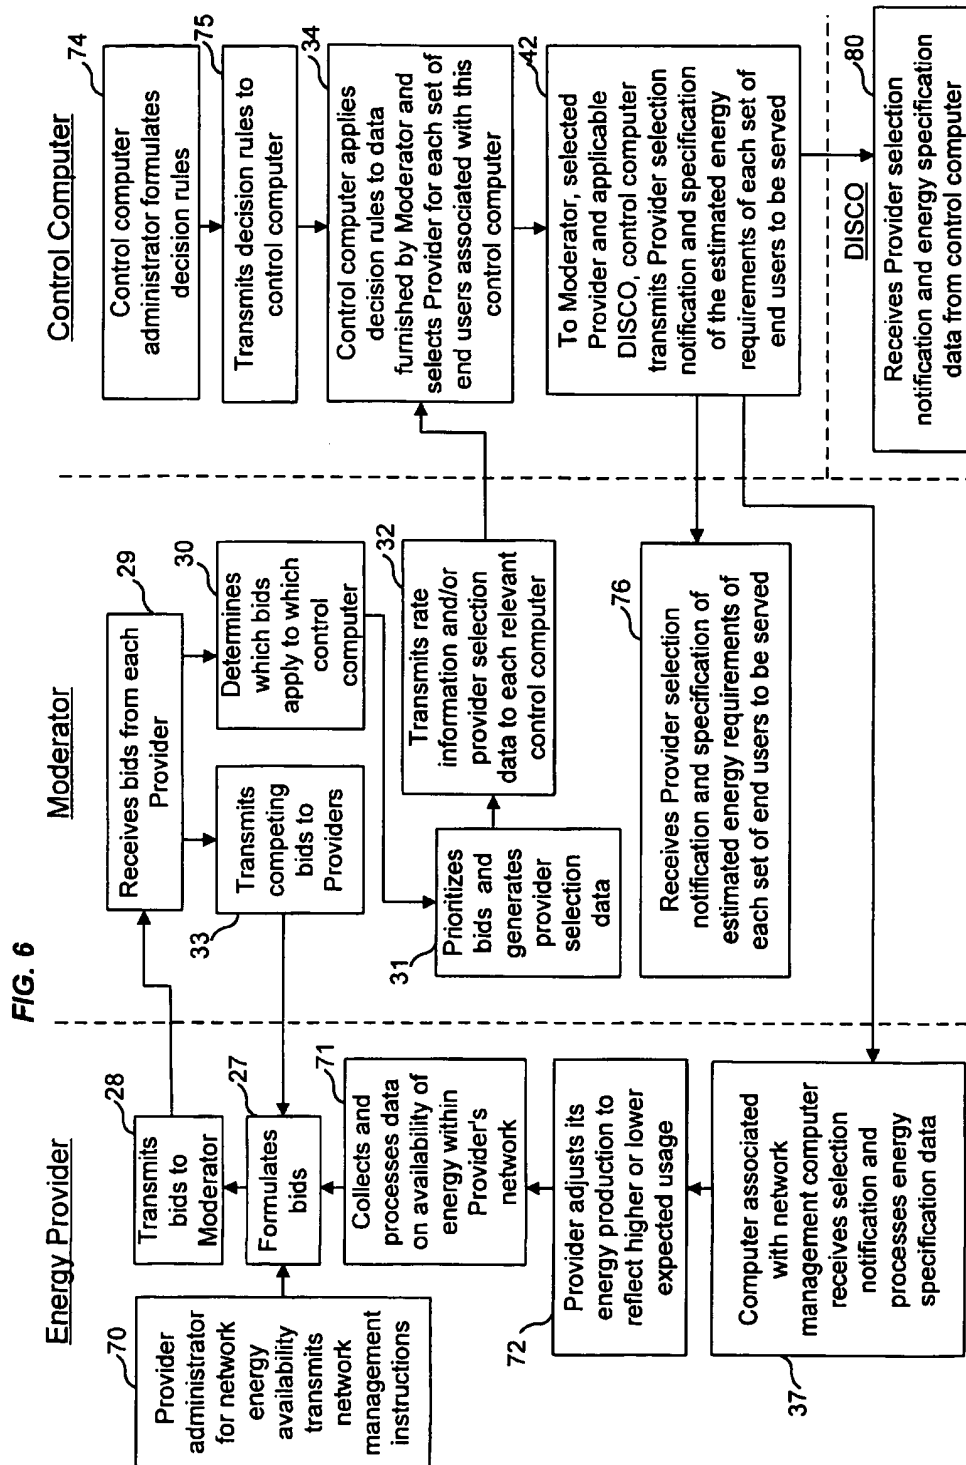 FIG. 6
Energy Provider
70
Provider
administrator
for network
energy
availability
transmits
network
management
instructions
28
Transmits
bids to
Moderator
27
Formulates
bids
71
Collects and
processes data
on availability of
energy within
Provider's
network
72
Provider adjusts its
energy production to
reflect higher or lower
expected usage
37
Computer associated
with network
management computer
receives selection
notification and
processes energy
specification data
Moderator
29
Receives bids from each
Provider
33
Transmits
competing
bids to
Providers
30
Determines
which bids
apply to which
control
computer
31
Prioritizes
bids and
generates
provider
selection
data
32
Transmits rate
information and/or
provider selection
data to each relevant
control computer
76
Receives Provider selection
notification and specification of
estimated energy requirements of
each set of end users to be served
Control Computer
74
Control computer
administrator formulates
decision rules
75
Transmits decision rules to
control computer
34
Control computer applies
decision rules to data
furnished by Moderator and
selects Provider for each set of
end users associated with this
control computer
42
To Moderator, selected
Provider and applicable
DISCO, control computer
transmits Provider selection
notification and specification
of the estimated energy
requirements of each set of
end users to be served
DISCO
80
Receives Provider selection
notification and energy specification
data from control computer